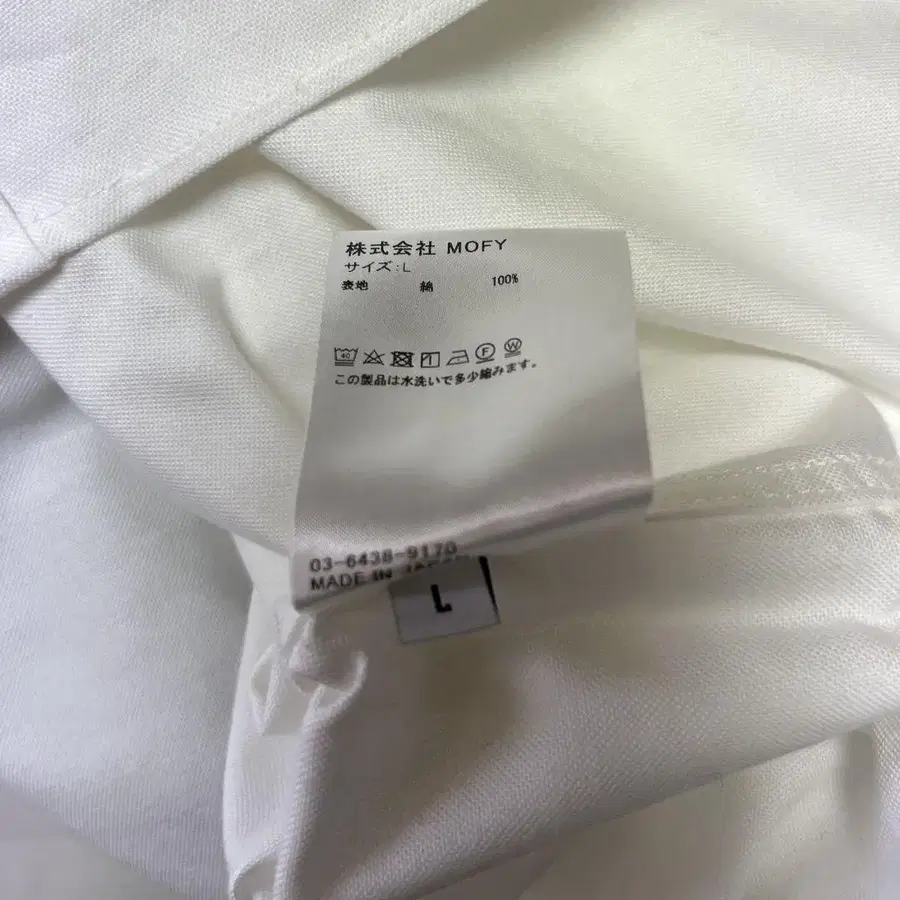 株式会社 MOFY
サイズ:L
表地 綿 100%
40 F W
この製品は水洗いで多少縮みます。
03-6438-9170
MADE IN
L